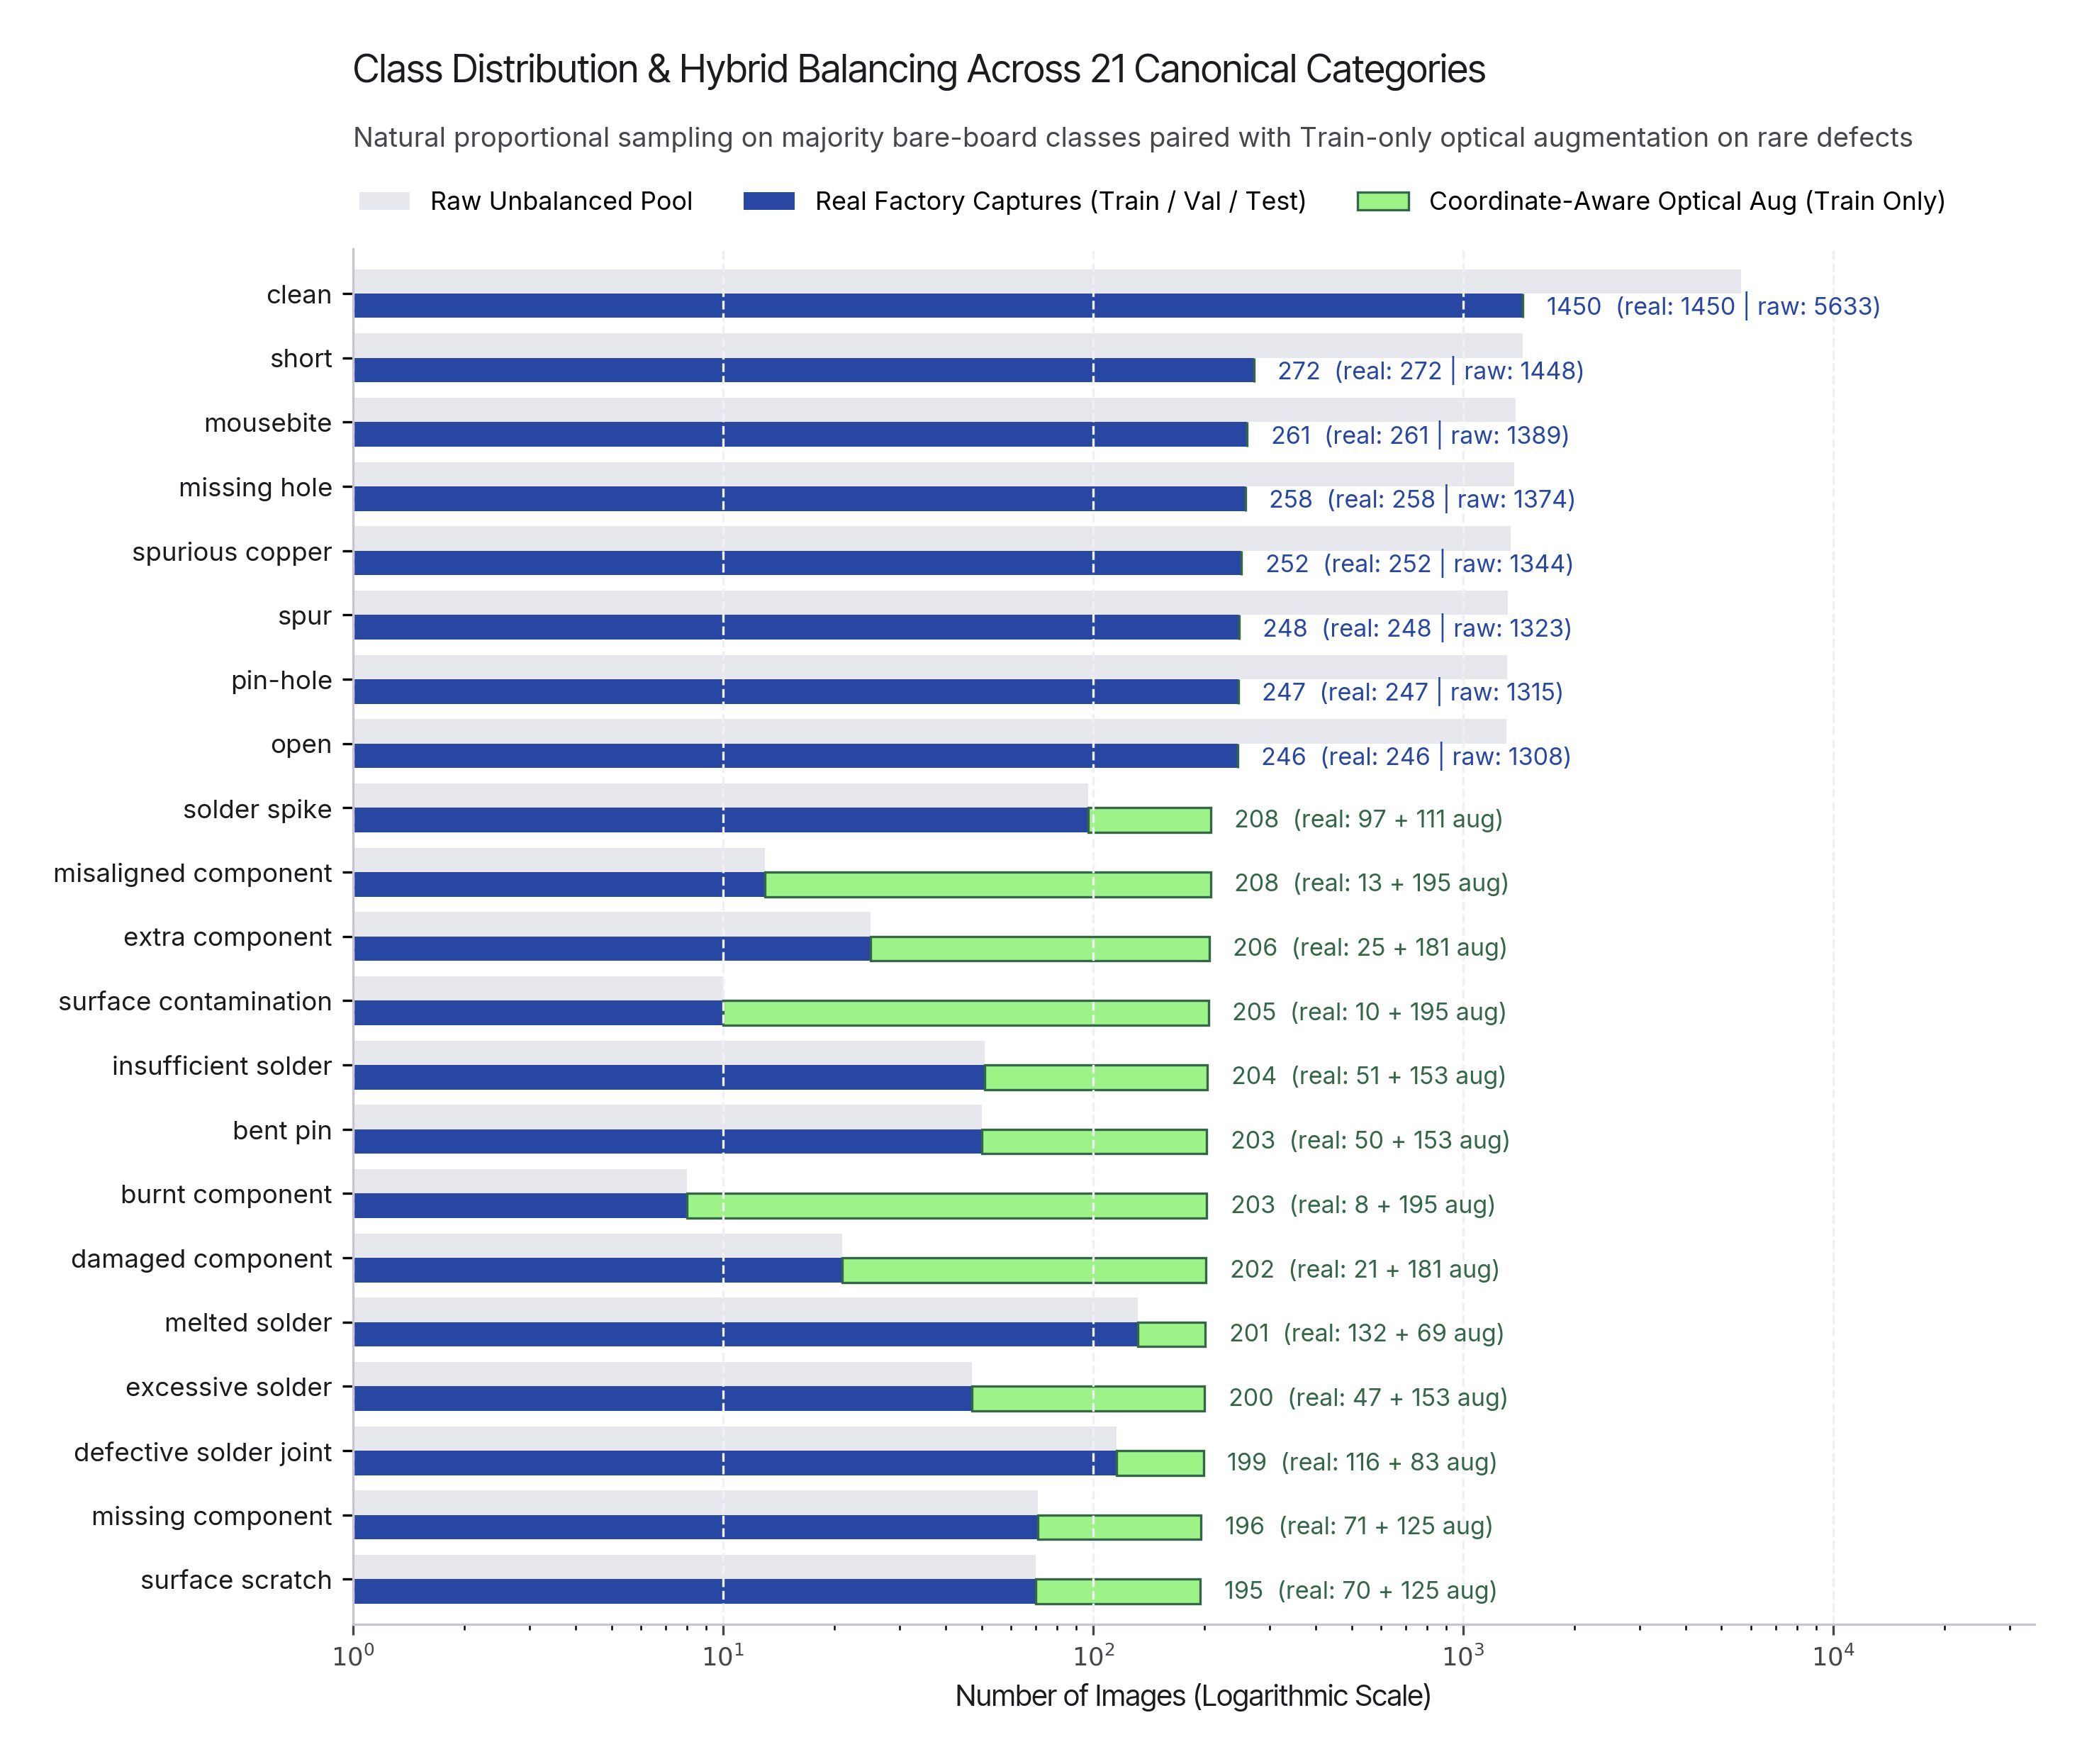 Class Distribution & Hybrid Balancing Across 21 Canonical Categories
Natural proportional sampling on majority bare-board classes paired with Train-only optical augmentation on rare defects
Raw Unbalanced Pool Real Factory Captures (Train / Val / Test) Coordinate-Aware Optical Aug (Train Only)
clean 1450 (real: 1450 | raw: 5633)
short 272 (real: 272 | raw: 1448)
mousebite 261 (real: 261 | raw: 1389)
missing hole 258 (real: 258 | raw: 1374)
spurious copper 252 (real: 252 | raw: 1344)
spur 248 (real: 248 | raw: 1323)
pin-hole 247 (real: 247 | raw: 1315)
open 246 (real: 246 | raw: 1308)
solder spike 208 (real: 97 + 111 aug)
misaligned component 208 (real: 13 + 195 aug)
extra component 206 (real: 25 + 181 aug)
surface contamination 205 (real: 10 + 195 aug)
insufficient solder 204 (real: 51 + 153 aug)
bent pin 203 (real: 50 + 153 aug)
burnt component 203 (real: 8 + 195 aug)
damaged component 202 (real: 21 + 181 aug)
melted solder 201 (real: 132 + 69 aug)
excessive solder 200 (real: 47 + 153 aug)
defective solder joint 199 (real: 116 + 83 aug)
missing component 196 (real: 71 + 125 aug)
surface scratch 195 (real: 70 + 125 aug)
10⁰ 10¹ 10² 10³ 10⁴
Number of Images (Logarithmic Scale)